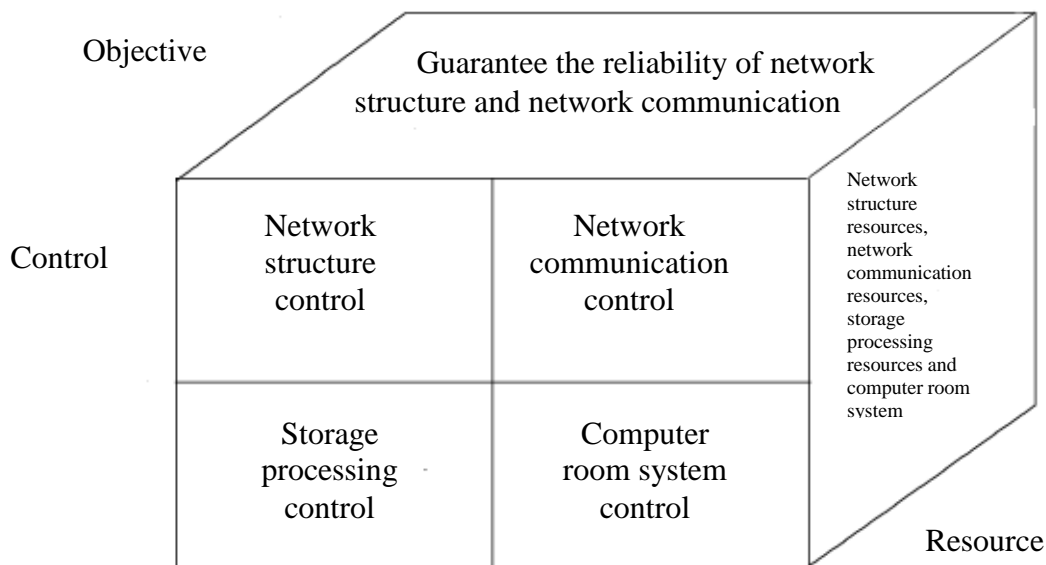 Objective
Guarantee the reliability of network
structure and network communication
Control
Network
structure
control
Network
communication
control
Storage
processing
control
Computer
room system
control
Network
structure
resources,
network
communication
resources,
storage
processing
resources and
computer room
system
Resource